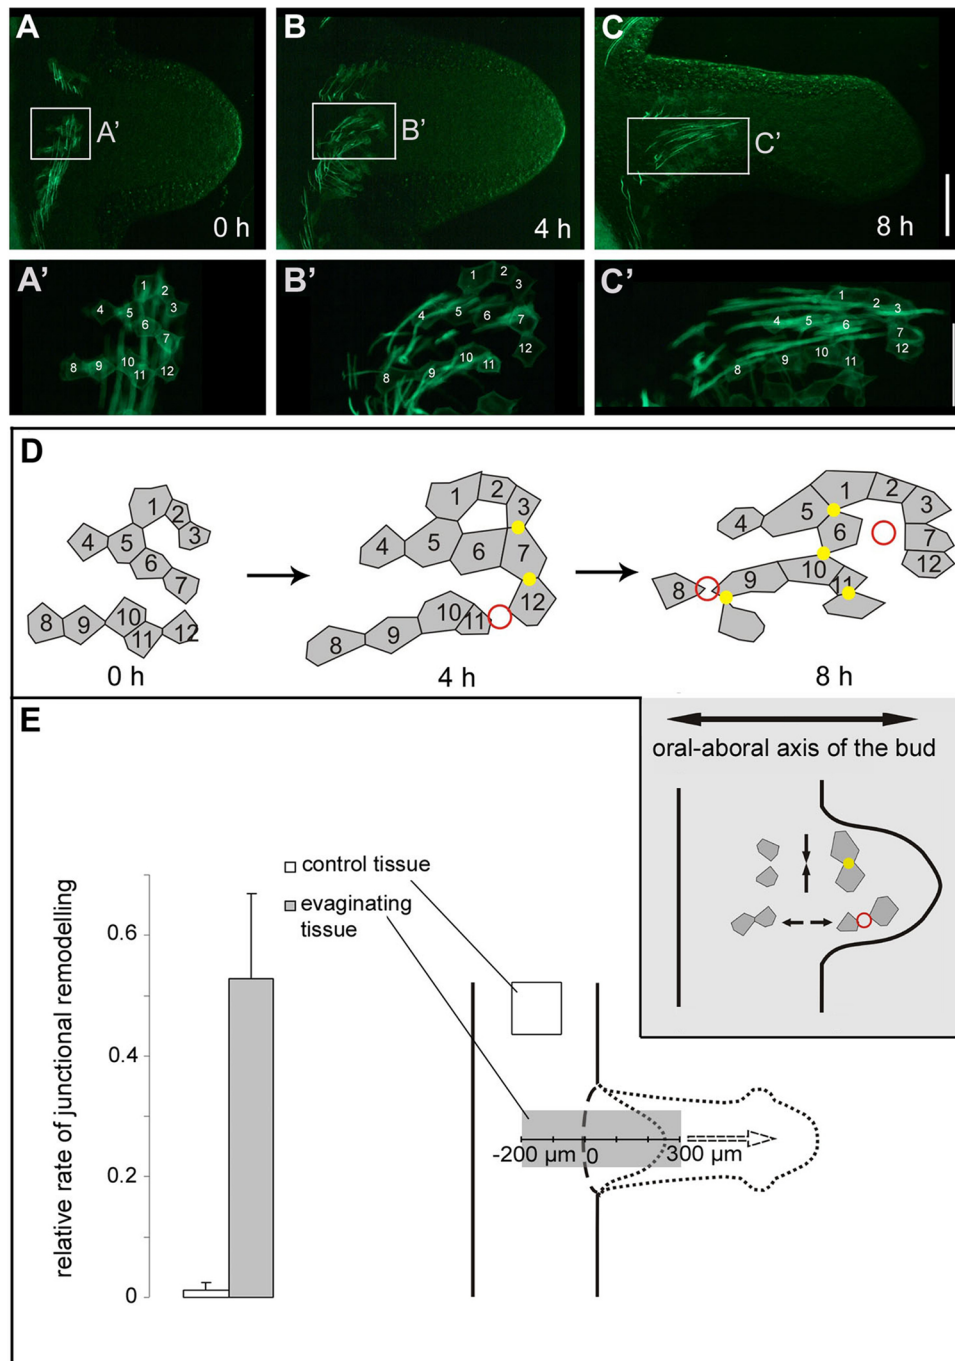 A B C
A' B' C'
0 h 4 h 8 h
A' B' C'
1 2 3 4 5 6 7 8 9 10 11 12
1 2 3 4 5 6 7 12 10 11 9 8
1 2 3 4 5 6 7 12 8 9 10 11
D
1 2 3 4 5 6 7 8 9 10 11 12
1 2 3 4 5 6 7 12 10 11 9 8
1 2 3 4 5 6 7 12 8 9 10 11
0 h 4 h 8 h
E
oral-aboral axis of the bud
control tissue
evaginating
tissue
relative rate of junctional remodelling
0.6
0.4
0.2
0
-200 µm 0 300 µm